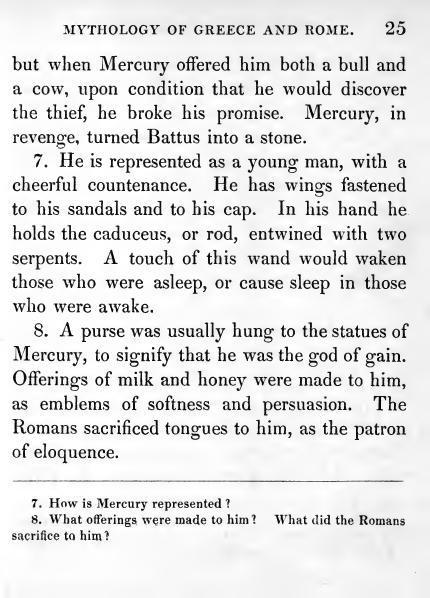 MYTHOLOGY OF GREECE AND ROME. 25
but when Mercury offered him both a bull and
a cow, upon condition that he would discover
the thief, he broke his promise. Mercury, in
revenge, turned Battus into a stone.
7. He is represented as a young man, with a
cheerful countenance. He has wings fastened
to his sandals and to his cap. In his hand he
holds the caduceus, or rod, entwined with two
serpents. A touch of this wand would waken
those who were asleep, or cause sleep in those
who were awake.
8. A purse was usually hung to the statues of
Mercury, to signify that he was the god of gain.
Offerings of milk and honey were made to him,
as emblems of softness and persuasion. The
Romans sacrificed tongues to him, as the patron
of eloquence.
7. How is Mercury represented?
8. What offerings were made to him? What did the Romans
sacrifice to him?